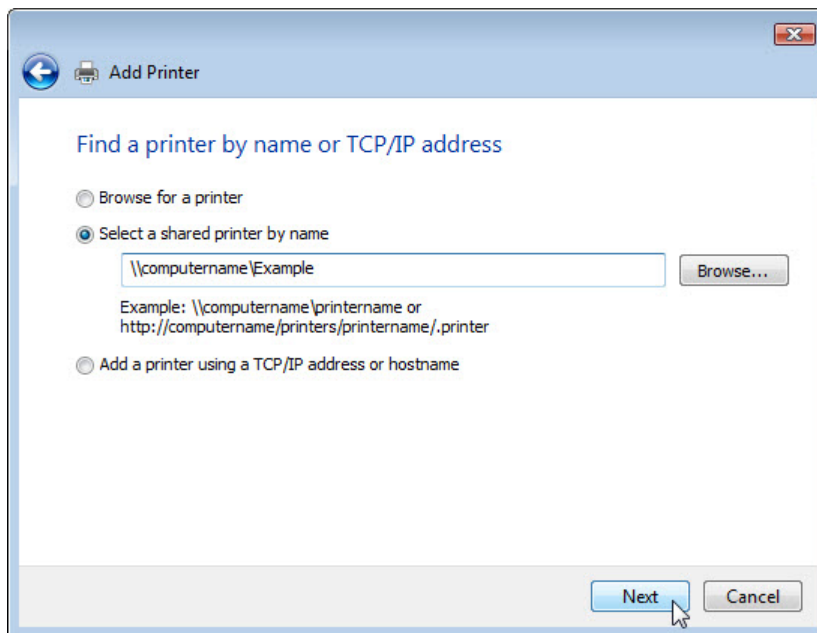 Add Printer
Find a printer by name or TCP/IP address
Browse for a printer
Select a shared printer by name
\\computername\Example
Browse...
Example: \\computername\printername or
http://computername/printers/printername/.printer
Add a printer using a TCP/IP address or hostname
Next
Cancel